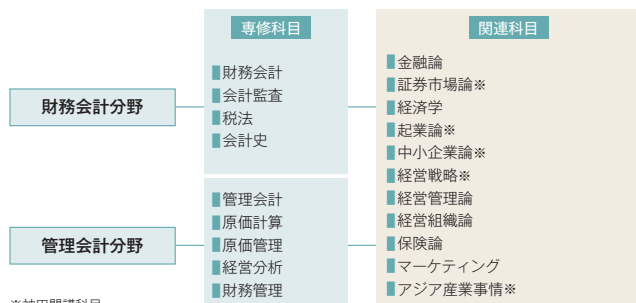 専修科目
関連科目
財務会計分野
財務会計
会計監査
税法
会計史
管理会計分野
管理会計
原価計算
原価管理
経営分析
財務管理
金融論
証券市場論※
経済学
起業論※
中小企業論※
経営戦略※
経営管理論
経営組織論
保険論
マーケティング
アジア産業事情※